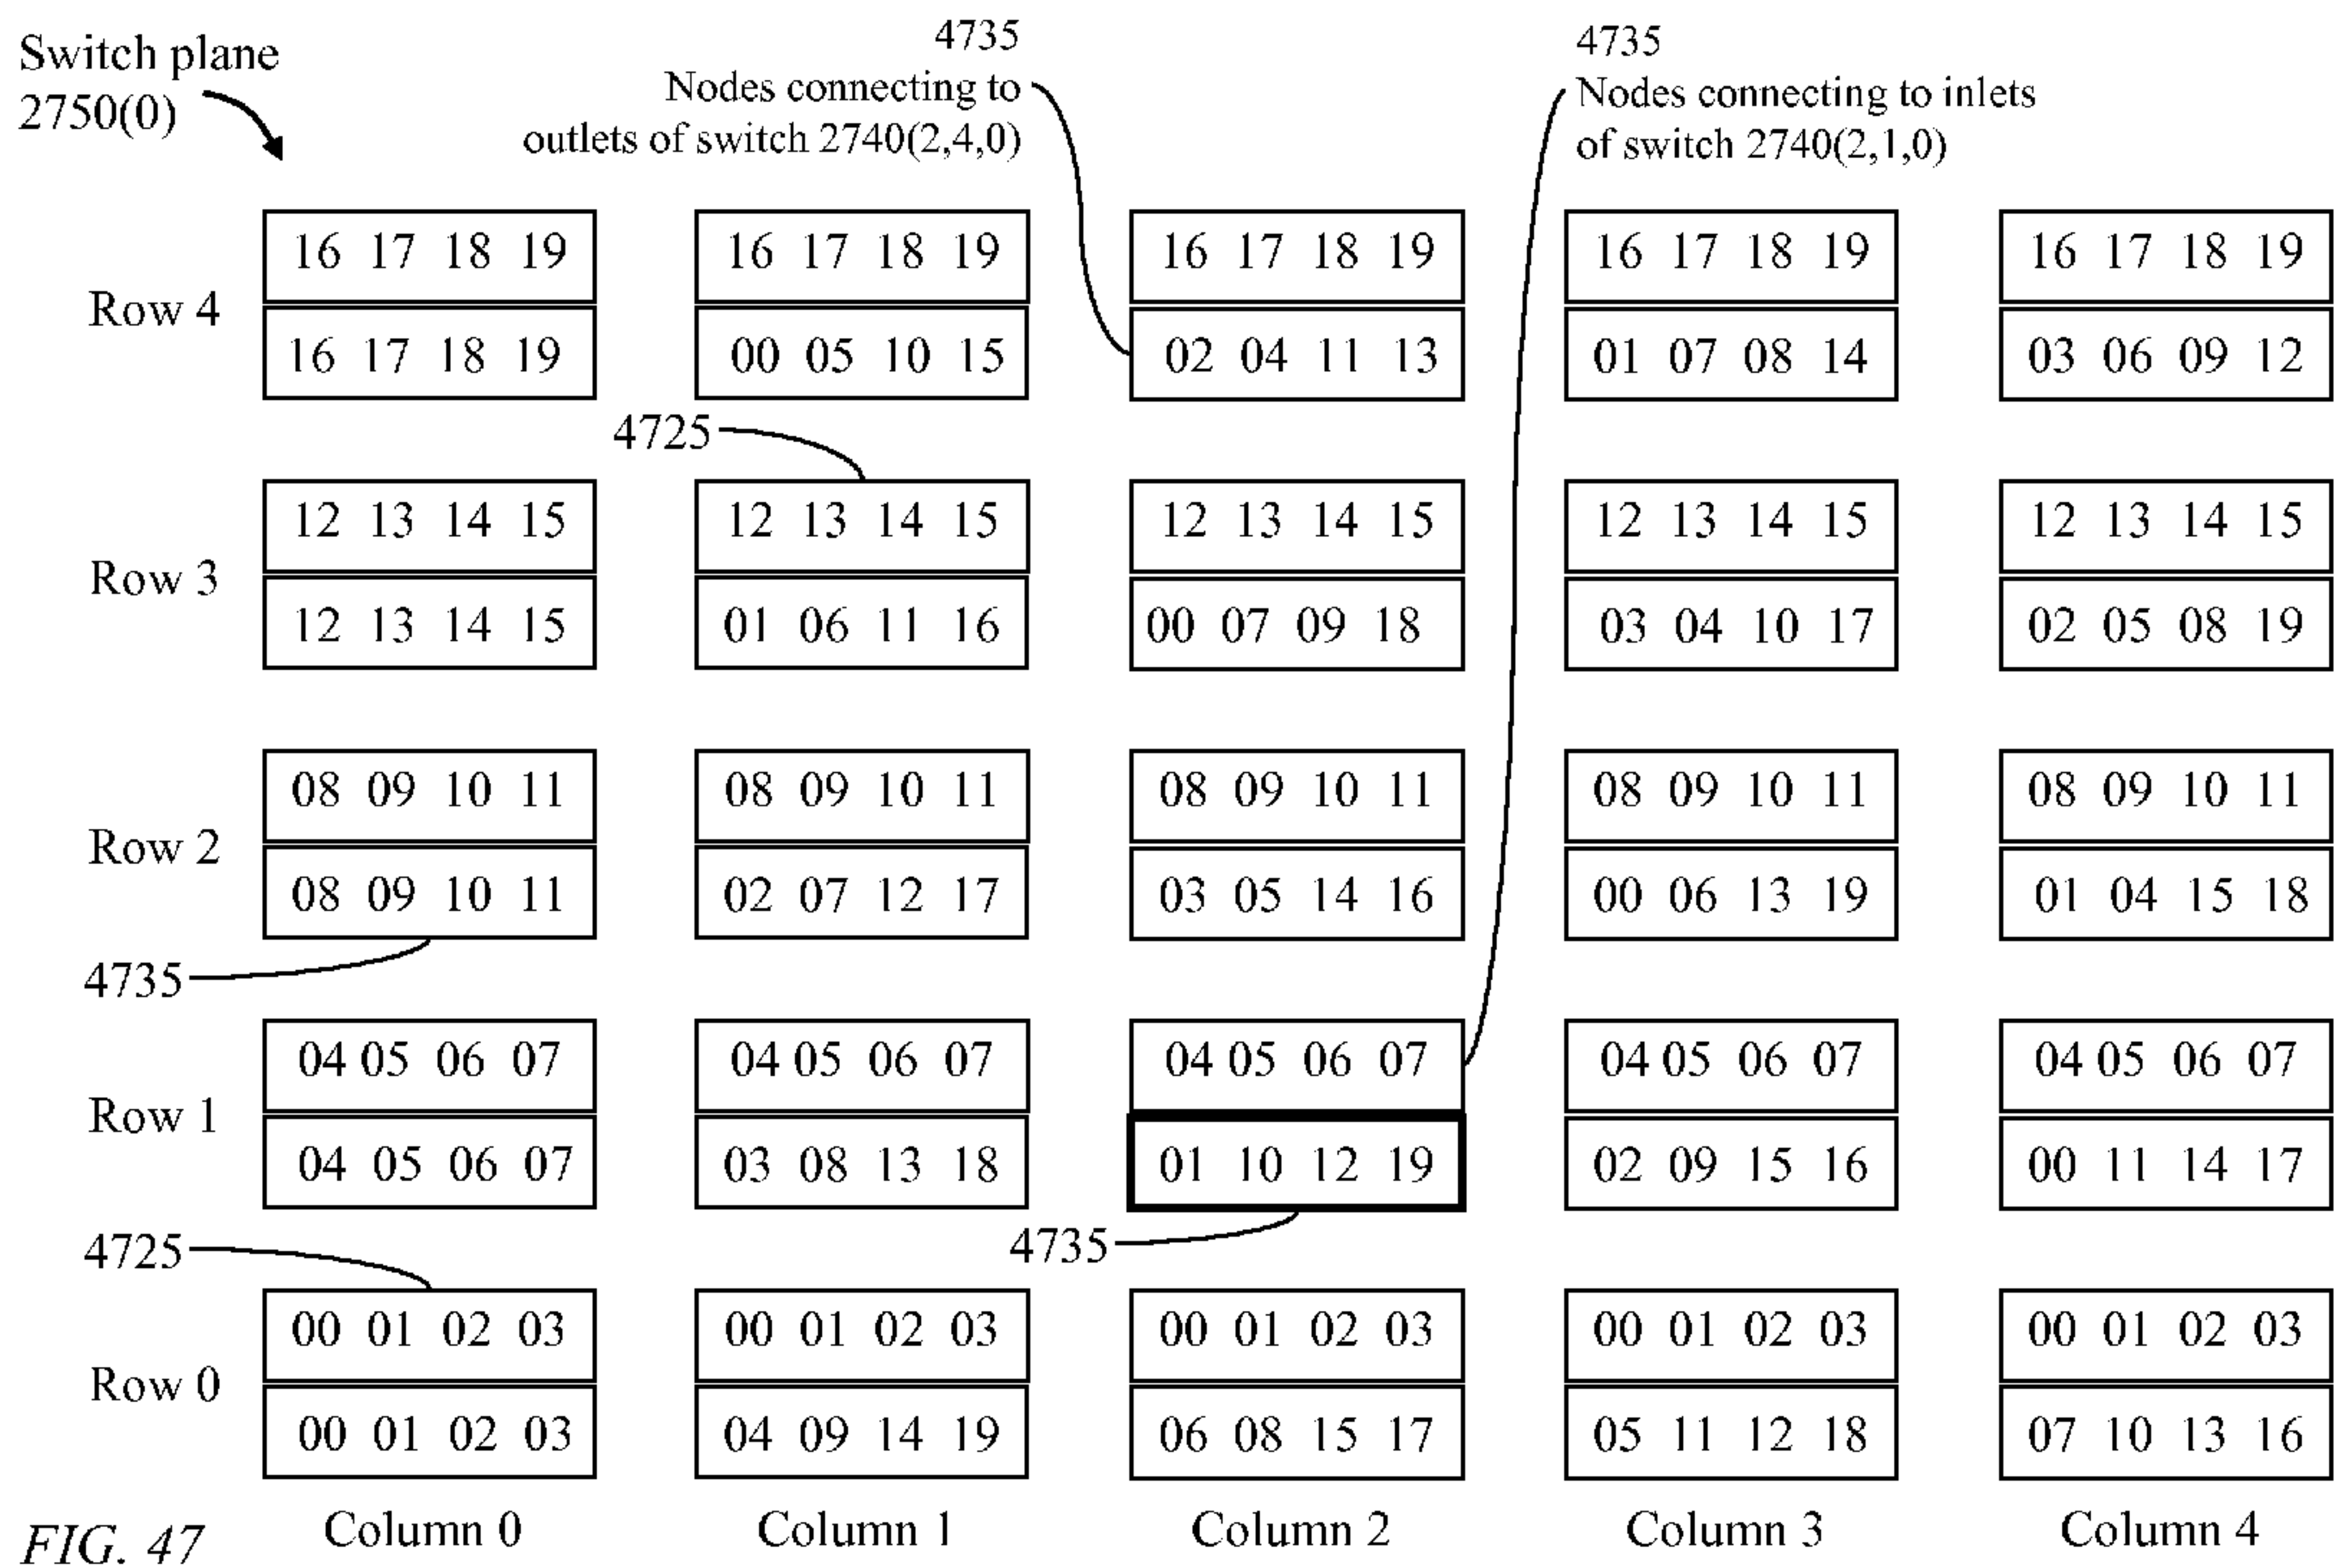 Switch plane
2750(0)
4735
Nodes connecting to
outlets of switch 2740(2,4,0)
4735
Nodes connecting to inlets
of switch 2740(2,1,0)
Row 4
16 17 18 19
16 17 18 19
16 17 18 19
00 05 10 15
16 17 18 19
02 04 11 13
16 17 18 19
01 07 08 14
16 17 18 19
03 06 09 12
4725
Row 3
12 13 14 15
12 13 14 15
12 13 14 15
01 06 11 16
12 13 14 15
00 07 09 18
12 13 14 15
03 04 10 17
12 13 14 15
02 05 08 19
Row 2
08 09 10 11
08 09 10 11
08 09 10 11
02 07 12 17
08 09 10 11
03 05 14 16
08 09 10 11
00 06 13 19
08 09 10 11
01 04 15 18
4735
Row 1
04 05 06 07
04 05 06 07
04 05 06 07
03 08 13 18
04 05 06 07
01 10 12 19
04 05 06 07
02 09 15 16
04 05 06 07
00 11 14 17
4725
4735
Row 0
00 01 02 03
00 01 02 03
00 01 02 03
04 09 14 19
00 01 02 03
06 08 15 17
00 01 02 03
05 11 12 18
00 01 02 03
07 10 13 16
Column 0
Column 1
Column 2
Column 3
Column 4
FIG. 47